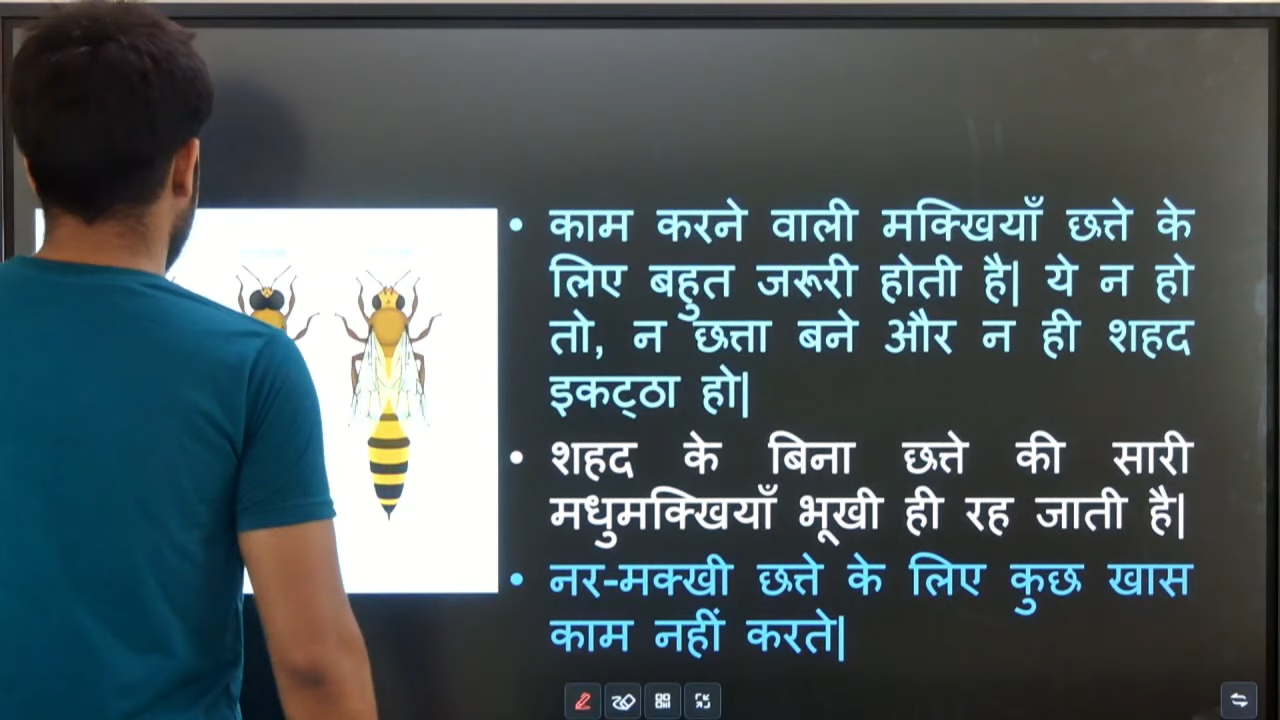 • काम करने वाली मक्खियाँ छत्ते के
लिए बहुत जरूरी होती है| ये न हो
तो, न छत्ता बने और न ही शहद
इकट्ठा हो|
• शहद के बिना छत्ते की सारी
मधुमक्खियाँ भूखी ही रह जाती है|
• नर-मक्खी छत्ते के लिए कुछ खास
काम नहीं करते|